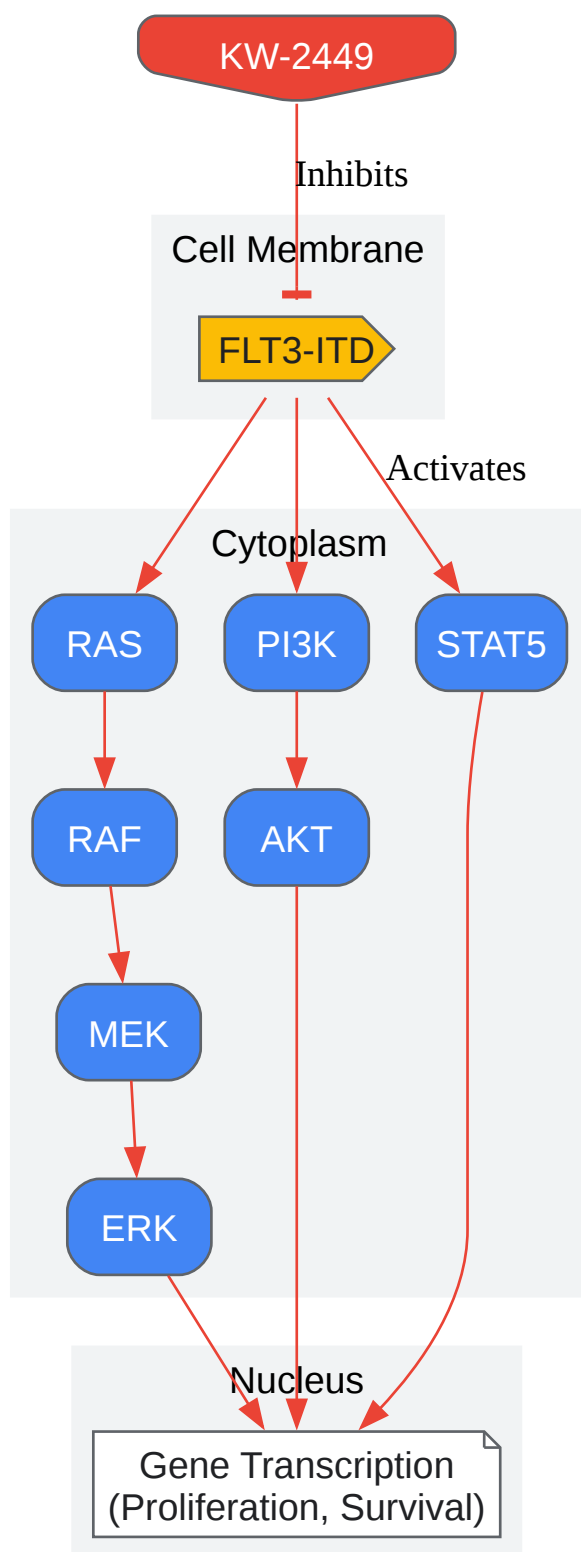 KW-2449
Inhibits
Cell Membrane
FLT3-ITD
Activates
Cytoplasm
RAS
PI3K
STAT5
RAF
AKT
MEK
ERK
Nucleus
Gene Transcription
(Proliferation, Survival)